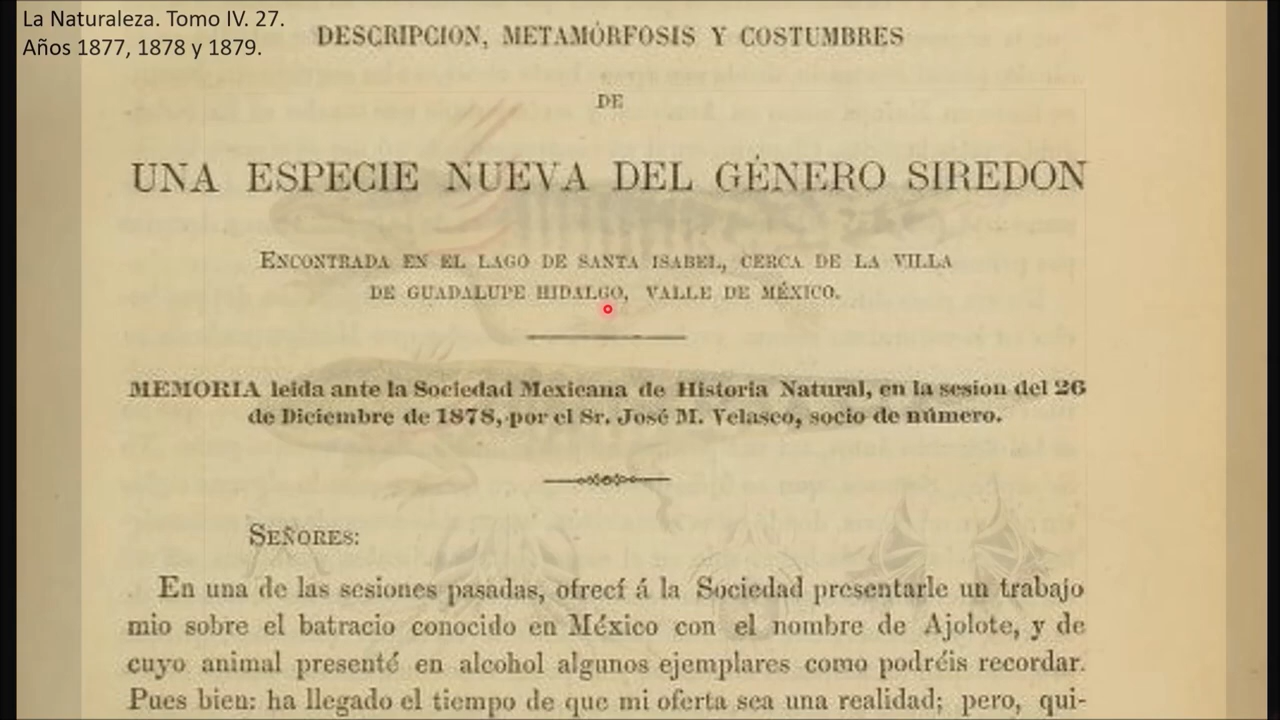 La Naturaleza. Tomo IV. 27.
Años 1877, 1878 y 1879.
DESCRIPCION, METAMÓRFOSIS Y COSTUMBRES
DE
UNA ESPECIE NUEVA DEL GÉNERO SIREDON
ENCONTRADA EN EL LAGO DE SANTA ISABEL, CERCA DE LA VILLA
DE GUADALUPE HIDALGO, VALLE DE MÉXICO.
MEMORIA leida ante la Sociedad Mexicana de Historia Natural, en la sesion del 26
de Diciembre de 1878, por el Sr. José M. Velasco, socio de número.
SEÑORES:
En una de las sesiones pasadas, ofrecí á la Sociedad presentarle un trabajo
mio sobre el batracio conocido en México con el nombre de Ajolote, y de
cuyo animal presenté en alcohol algunos ejemplares como podréis recordar.
Pues bien: ha llegado el tiempo de que mi oferta sea una realidad; pero, qui-